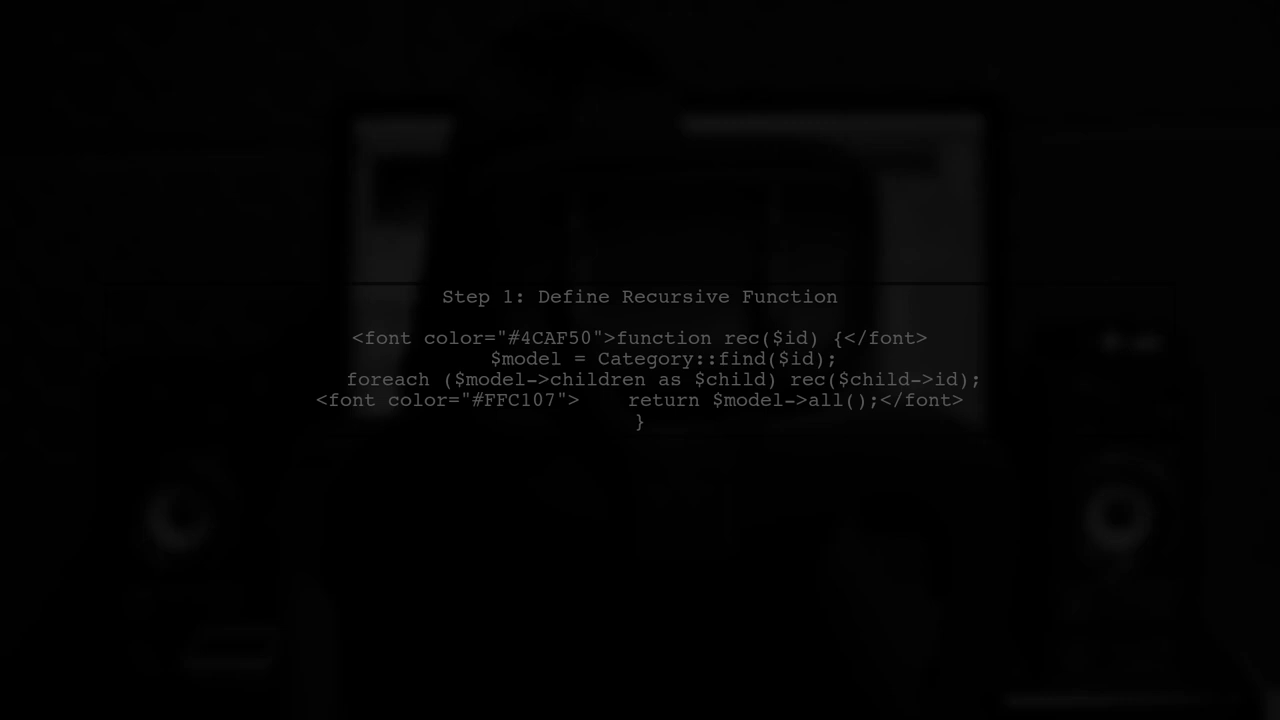 Step 1: Define Recursive Function
<font color="#4CAF50">function rec($id) {</font>
$model = Category::find($id);
foreach ($model->children as $child) rec($child->id);
<font color="#FFC107">    return $model->all();</font>
}